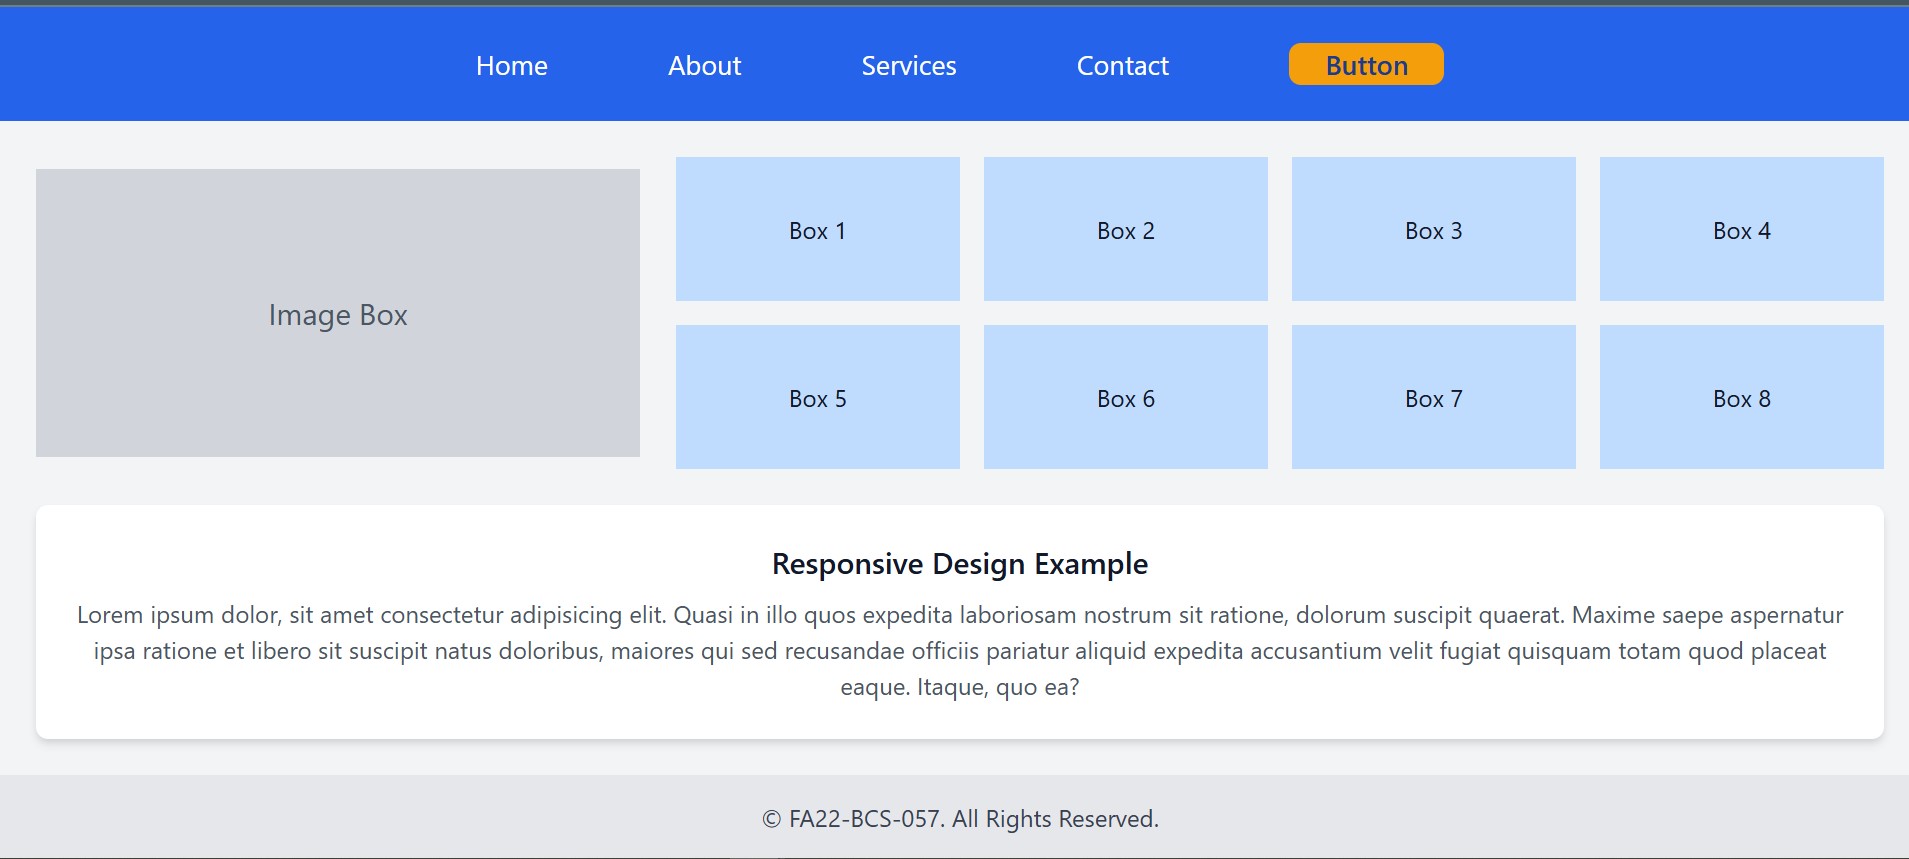 Home About Services Contact Button
Image Box
Box 1 Box 2 Box 3 Box 4
Box 5 Box 6 Box 7 Box 8
Responsive Design Example
Lorem ipsum dolor, sit amet consectetur adipisicing elit. Quasi in illo quos expedita laboriosam nostrum sit ratione, dolorum suscipit quaerat. Maxime saepe aspernatur
ipsa ratione et libero sit suscipit natus doloribus, maiores qui sed recusandae officiis pariatur aliquid expedita accusantium velit fugiat quisquam totam quod placeat
eaque. Itaque, quo ea?
© FA22-BCS-057. All Rights Reserved.